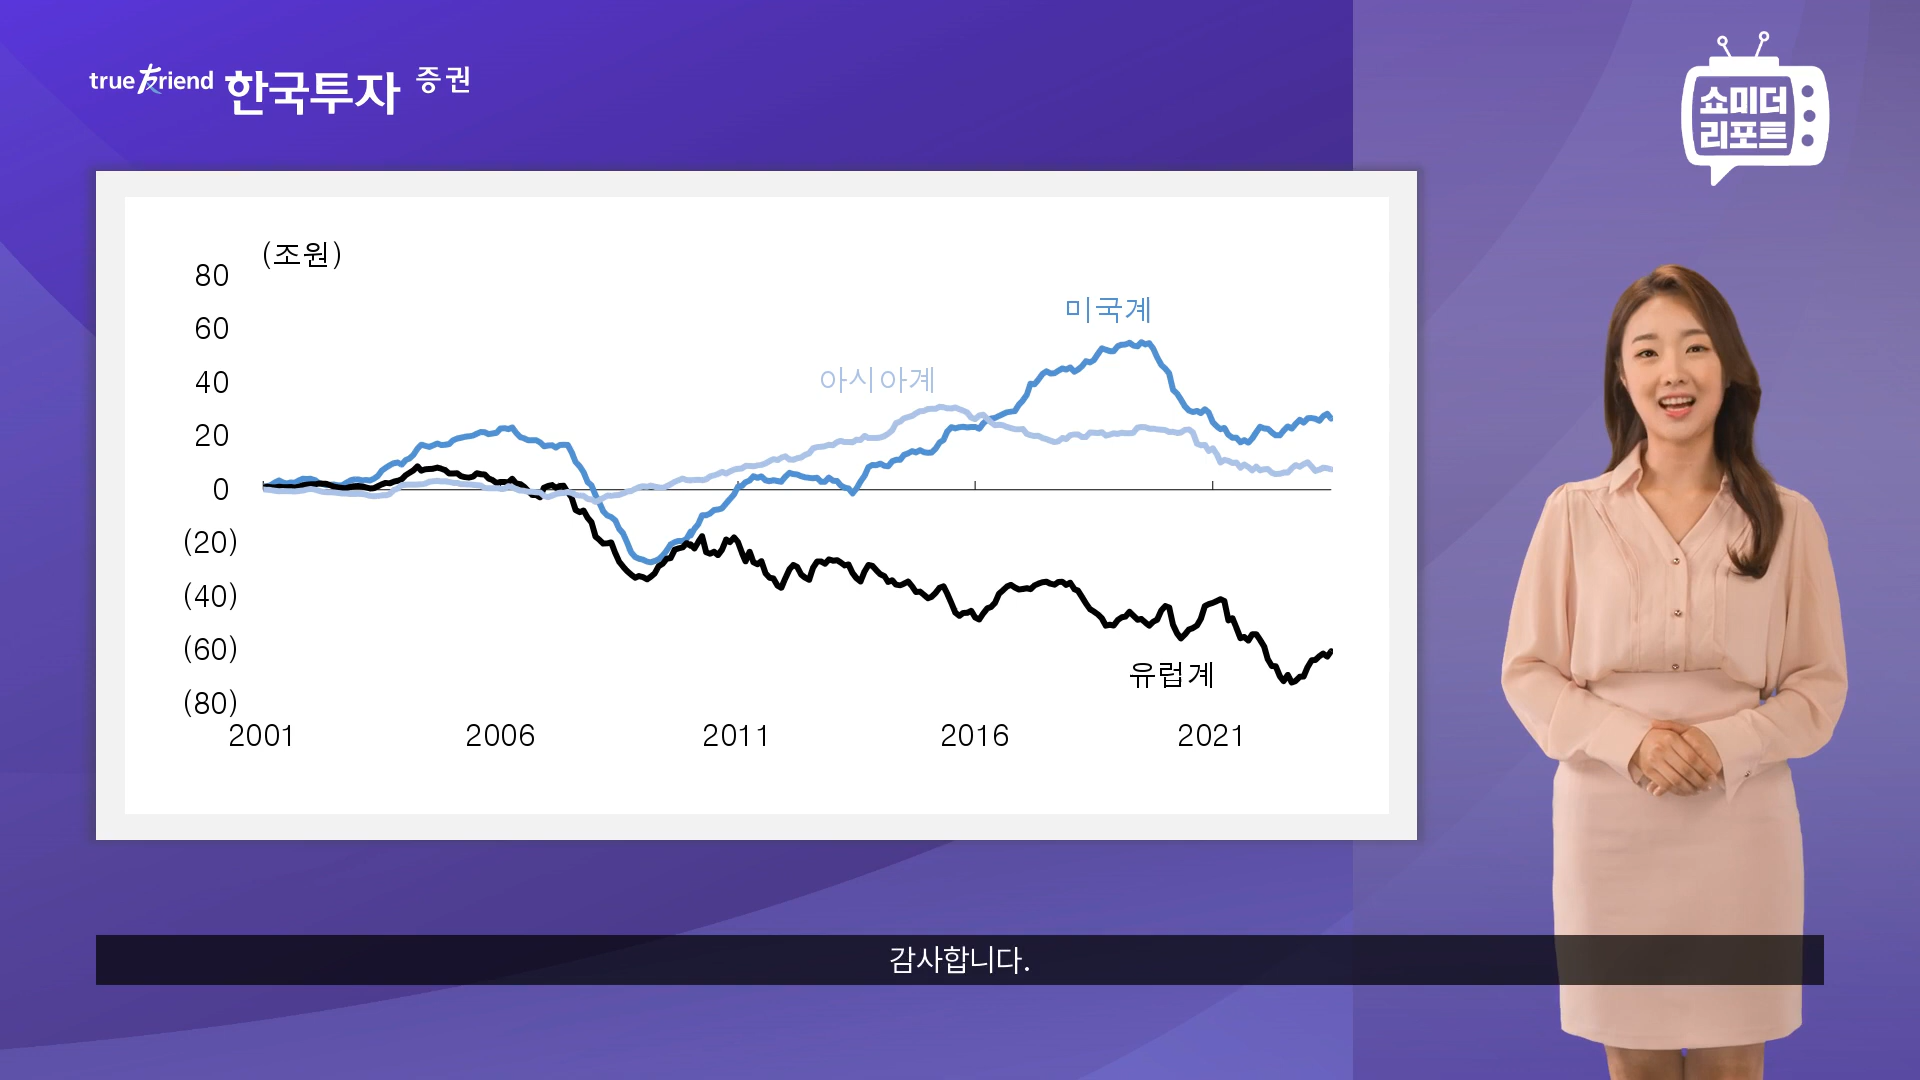 true friend 한국투자 증권
쇼미더
리포트
(조원)
80
60
40
20
0
(20)
(40)
(60)
(80)
미국계
아시아계
유럽계
2001 2006 2011 2016 2021
감사합니다.